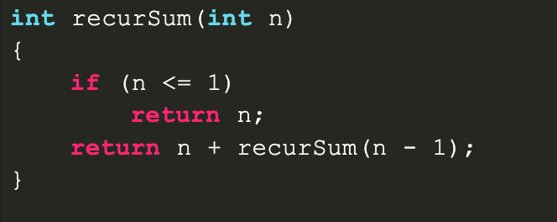 int recurSum(int n)
{
    if (n <= 1)
        return n;
    return n + recurSum(n - 1);
}